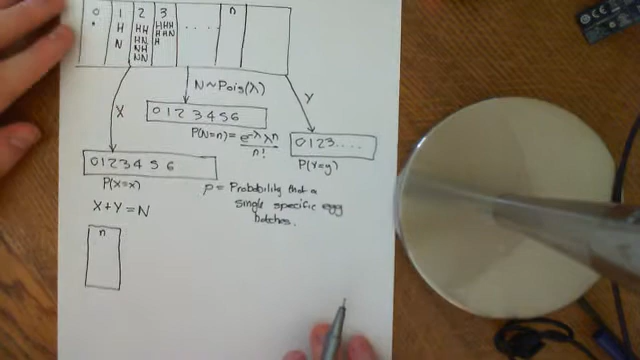 0 1 2 3 . . . . . n
H HH HHH
N HN HHN
NH H
NN
N~Pois(λ)
X
Y
0 1 2 3 4 5 6
0 1 2 3 . . . .
P(N=n) = e^-λ λ^n / n!
P(Y=y)
0 1 2 3 4 5 6
P(X=x)
p = Probability that a
single specific egg
hatches.
X+Y=N
n